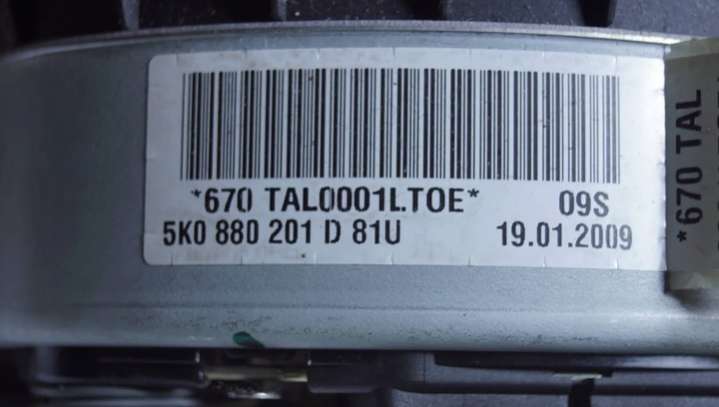 *670 TAL0001LTOE* 09S
5K0 880 201 D 81U 19.01.2009
*670 TAL